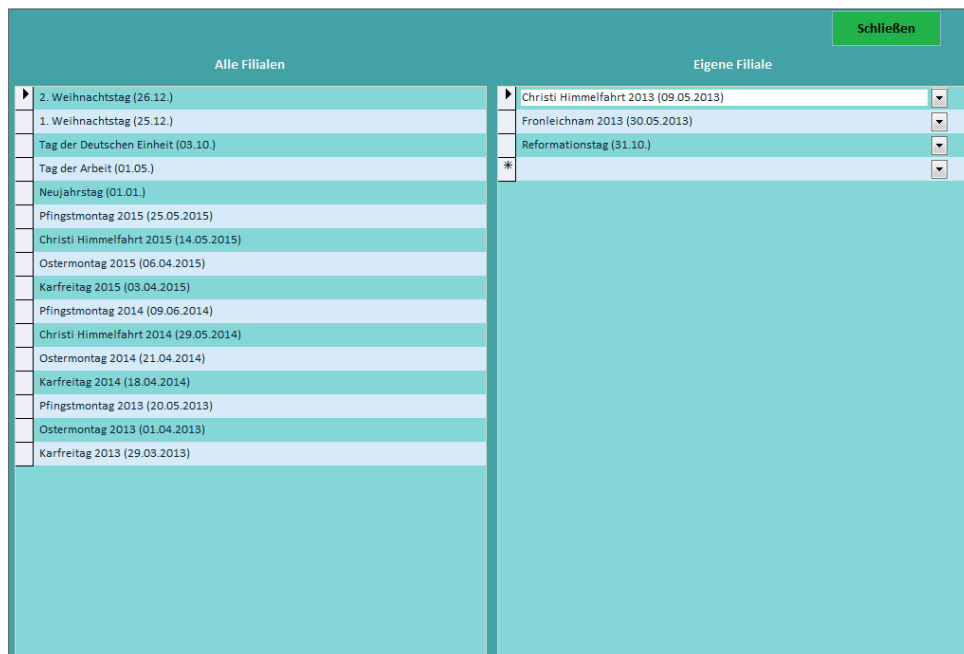 Schließen
Alle Filialen
Eigene Filiale
2. Weihnachtstag (26.12.)
1. Weihnachtstag (25.12.)
Tag der Deutschen Einheit (03.10.)
Tag der Arbeit (01.05.)
Neujahrstag (01.01.)
Pfingstmontag 2015 (25.05.2015)
Christi Himmelfahrt 2015 (14.05.2015)
Ostermontag 2015 (06.04.2015)
Karfreitag 2015 (03.04.2015)
Pfingstmontag 2014 (09.06.2014)
Christi Himmelfahrt 2014 (29.05.2014)
Ostermontag 2014 (21.04.2014)
Karfreitag 2014 (18.04.2014)
Pfingstmontag 2013 (20.05.2013)
Ostermontag 2013 (01.04.2013)
Karfreitag 2013 (29.03.2013)
Christi Himmelfahrt 2013 (09.05.2013)
Fronleichnam 2013 (30.05.2013)
Reformationstag (31.10.)
*